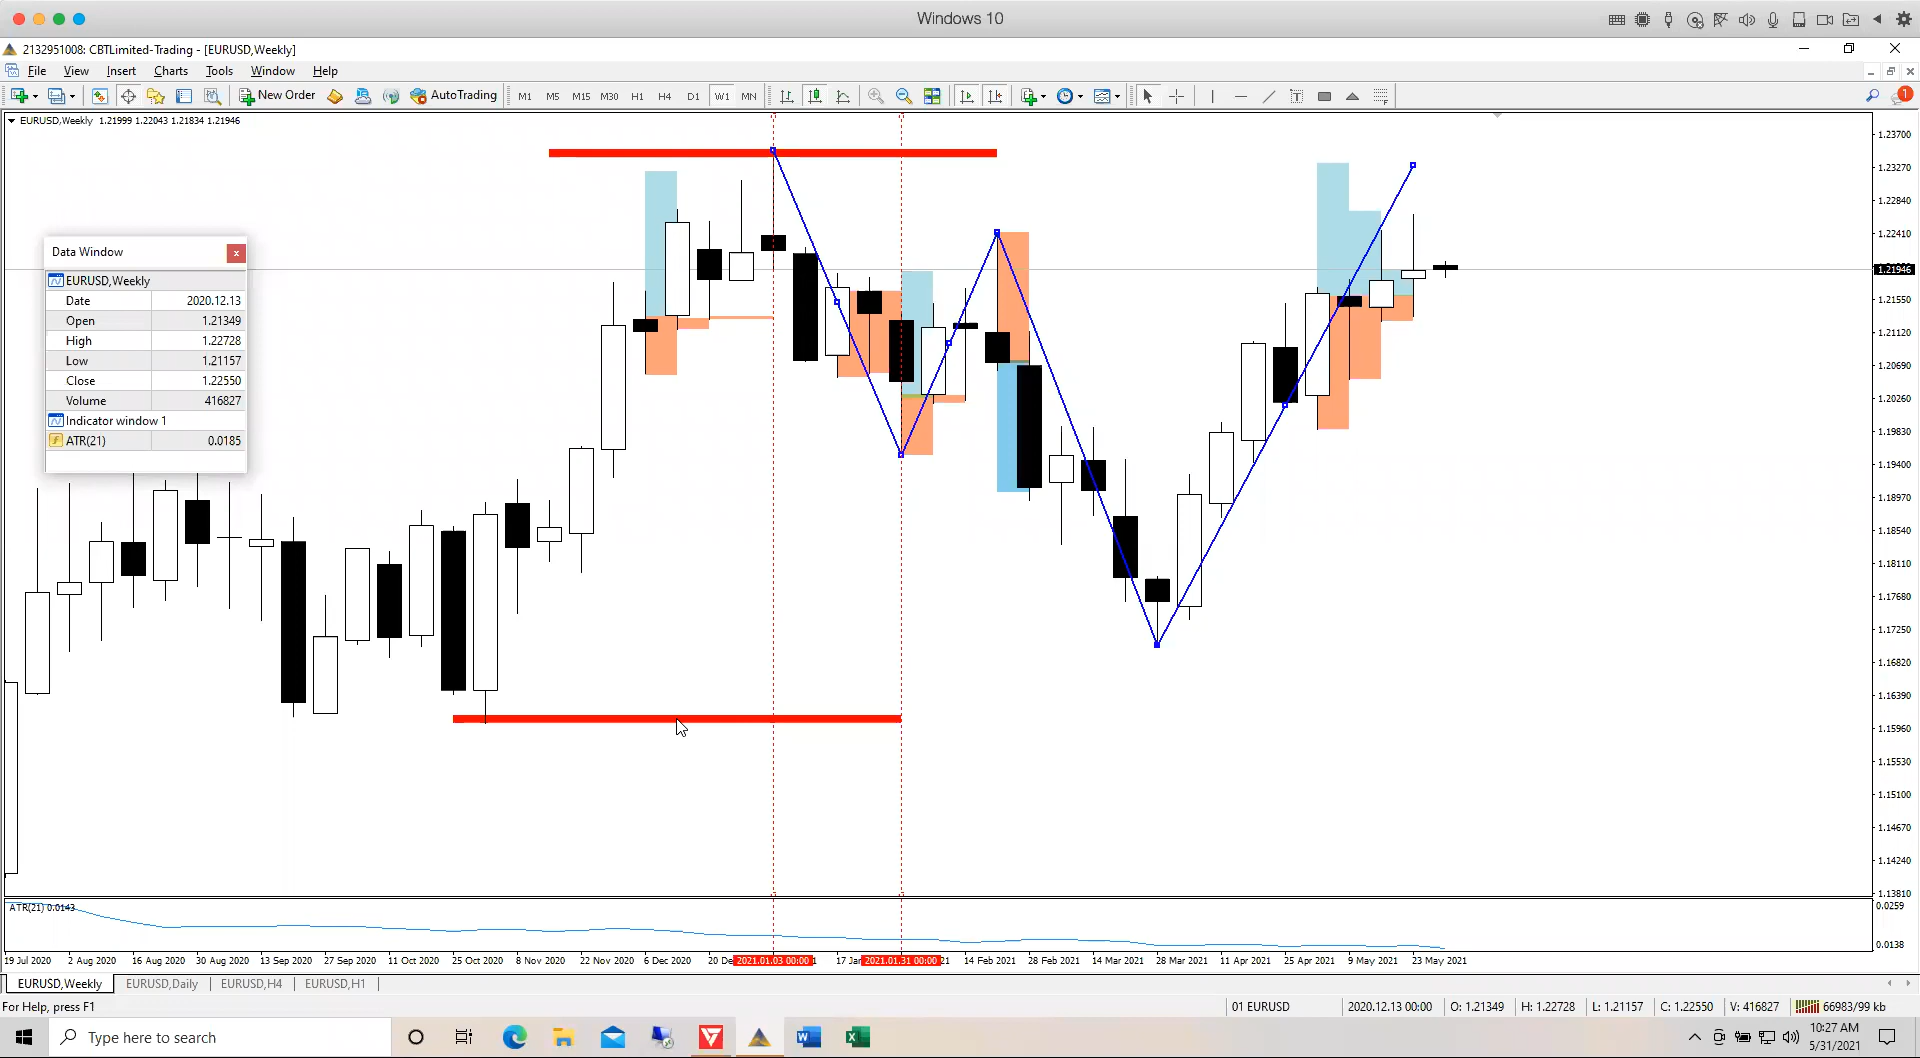 Windows 10
2132951008: CBTLimited-Trading - [EURUSD,Weekly]
File View Insert Charts Tools Window Help
New Order AutoTrading M1 M5 M15 M30 H1 H4 D1 W1 MN
1
EURUSD,Weekly 1.21999 1.22043 1.21834 1.21946
1.23700
1.23270
1.22840
1.22410
1.21946
1.21550
1.21120
1.20690
1.20260
1.19830
1.19400
1.18970
1.18540
1.18110
1.17680
1.17250
1.16820
1.16390
1.15960
1.15530
1.15100
1.14670
1.14240
1.13810
Data Window
EURUSD,Weekly
Date 2020.12.13
Open 1.21349
High 1.22728
Low 1.21157
Close 1.22550
Volume 416827
Indicator window 1
ATR(21) 0.0185
ATR(21) 0.0143
0.0259
0.0138
19 Jul 2020 2 Aug 2020 16 Aug 2020 30 Aug 2020 13 Sep 2020 27 Sep 2020 11 Oct 2020 25 Oct 2020 8 Nov 2020 22 Nov 2020 6 Dec 2020 20 De 2021.01.03 00:00 17 Jan 2021.01.31 00:00 21 14 Feb 2021 28 Feb 2021 14 Mar 2021 28 Mar 2021 11 Apr 2021 25 Apr 2021 9 May 2021 23 May 2021
EURUSD,Weekly EURUSD,Daily EURUSD,H4 EURUSD,H1
For Help, press F1 01 EURUSD 2020.12.13 00:00 O: 1.21349 H: 1.22728 L: 1.21157 C: 1.22550 V: 416827 66983/99 kb
Type here to search
10:27 AM
5/31/2021